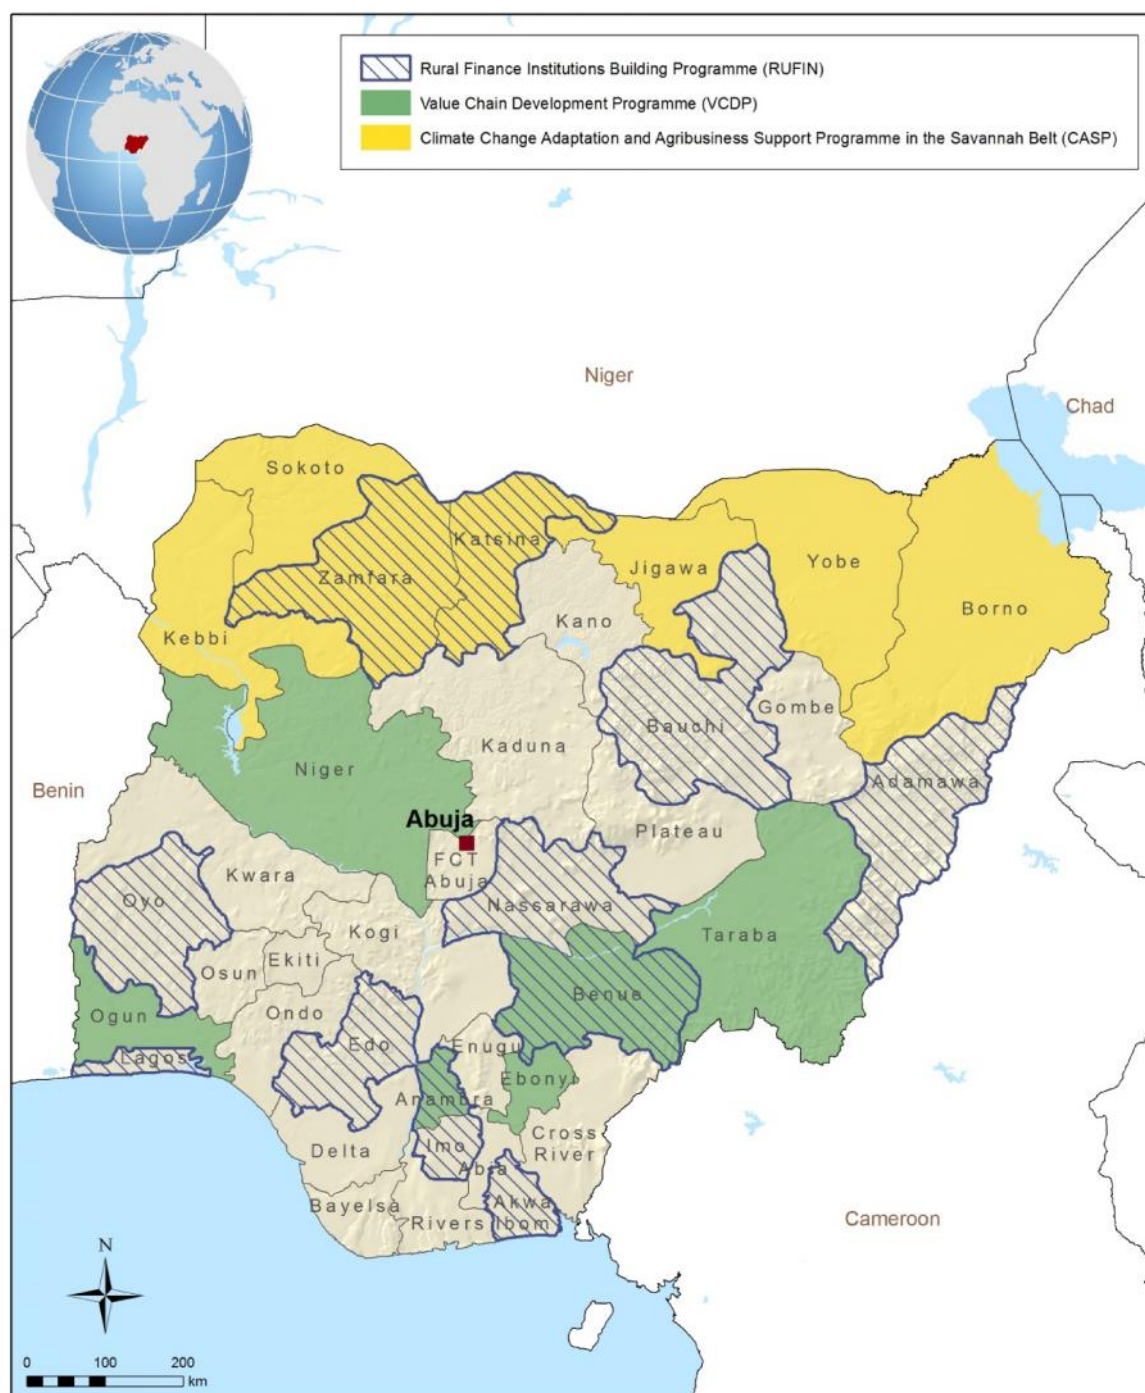 Rural Finance Institutions Building Programme (RUFIN)
Value Chain Development Programme (VCDP)
Climate Change Adaptation and Agribusiness Support Programme in the Savannah Belt (CASP)
Niger
Chad
Sokoto
Katsina
Zamfara
Jigawa
Yobe
Borno
Kano
Kebbi
Gombe
Bauchi
Kaduna
Niger
Adamawa
Benin
Abuja
Plateau
FCT
Abuja
Kwara
Oyo
Nassarawa
Kogi
Taraba
Ekiti
Osun
Benue
Ondo
Ogun
Edo
Enugu
Lagos
Ebonyi
Anambra
Cross
River
Imo
Delta
Abia
Akwa
Ibom
Bayelsa
Rivers
Cameroon
N
0 100 200
km